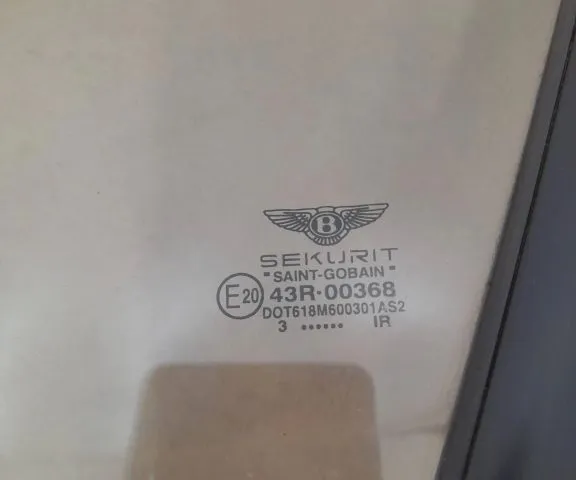 B
SEKURIT
"SAINT-GOBAIN"
E20 43R-00368
DOT618M600301AS2
3 ...... IR